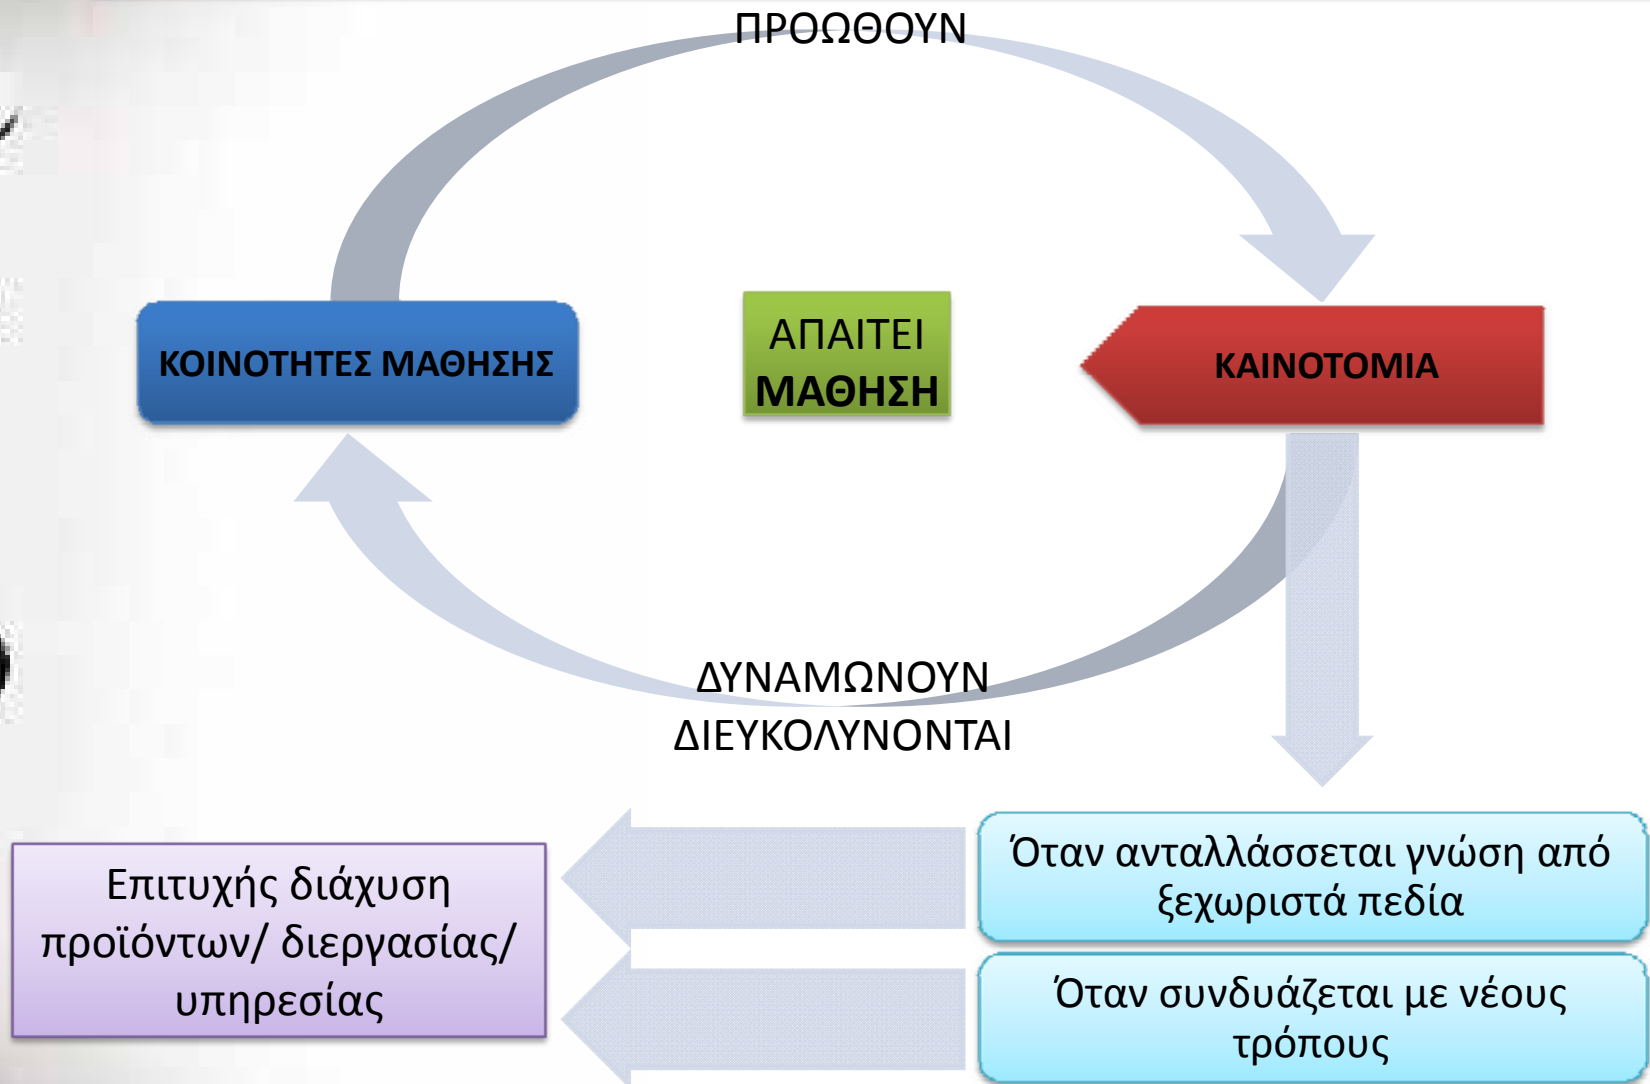 ΠΡΟΩΘΟΥΝ
ΚΟΙΝΟΤΗΤΕΣ ΜΑΘΗΣΗΣ
ΑΠΑΙΤΕΙ
ΜΑΘΗΣΗ
ΚΑΙΝΟΤΟΜΙΑ
ΔΥΝΑΜΩΝΟΥΝ
ΔΙΕΥΚΟΛΥΝΟΝΤΑΙ
Όταν ανταλλάσσεται γνώση από
ξεχωριστά πεδία
Όταν συνδυάζεται με νέους
τρόπους
Επιτυχής διάχυση
προϊόντων/ διεργασίας/
υπηρεσίας